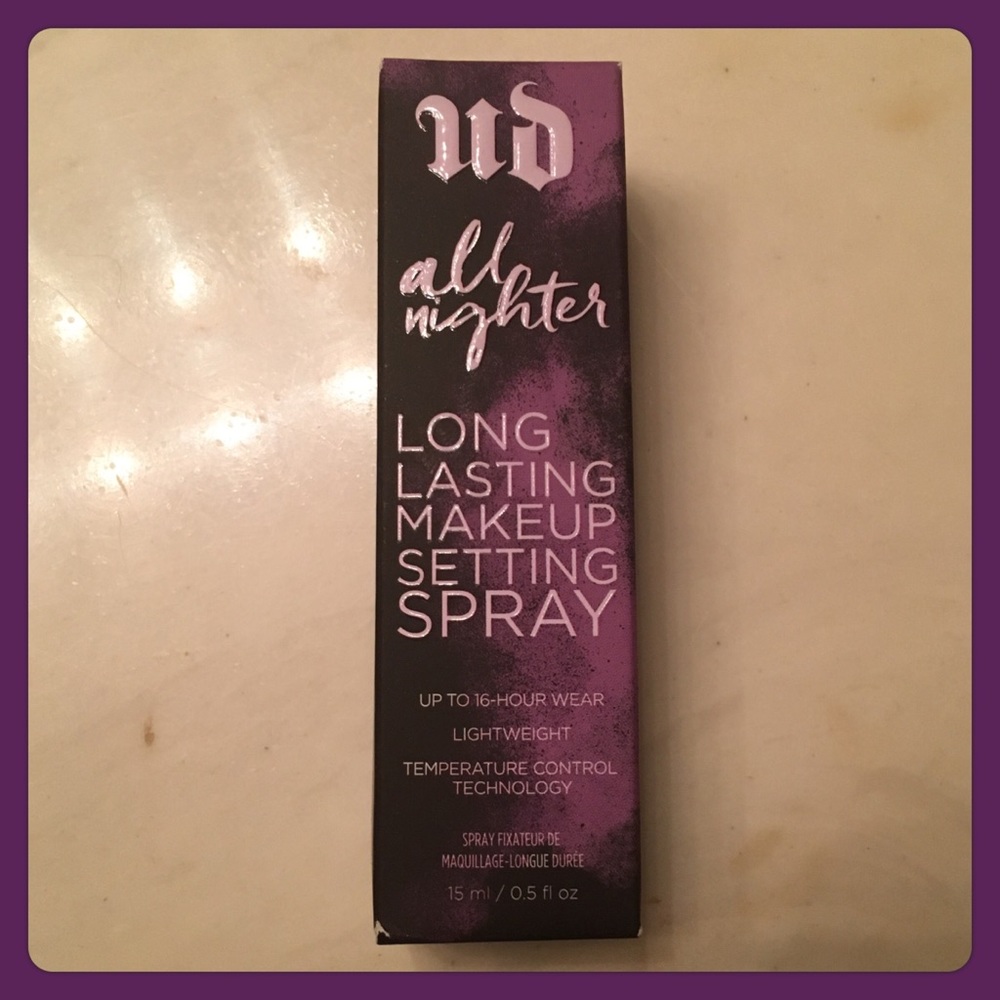 UD
all
nighter
LONG
LASTING
MAKEUP
SETTING
SPRAY
UP TO 16-HOUR WEAR
LIGHTWEIGHT
TEMPERATURE CONTROL
TECHNOLOGY
SPRAY FIXATEUR DE
MAQUILLAGE-LONGUE DURÉE
15 ml / 0.5 fl oz